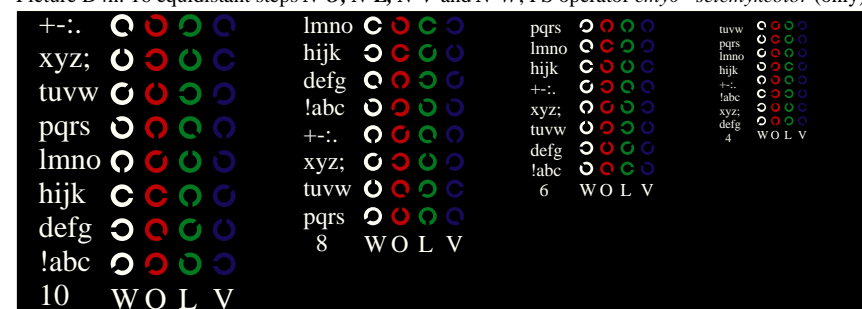 +-:.
xyz;
tuvw
pqrs
lmno
hijk
defg
!abc
10 W O L V
lmno
hijk
defg
!abc
+-:.
xyz;
tuvw
pqrs
8 W O L V
pqrs
lmno
hijk
+-:.
xyz;
tuvw
defg
!abc
6 W O L V
tuvw
pqrs
lmno
hijk
+-:.
!abc
xyz;
defg
4 W O L V